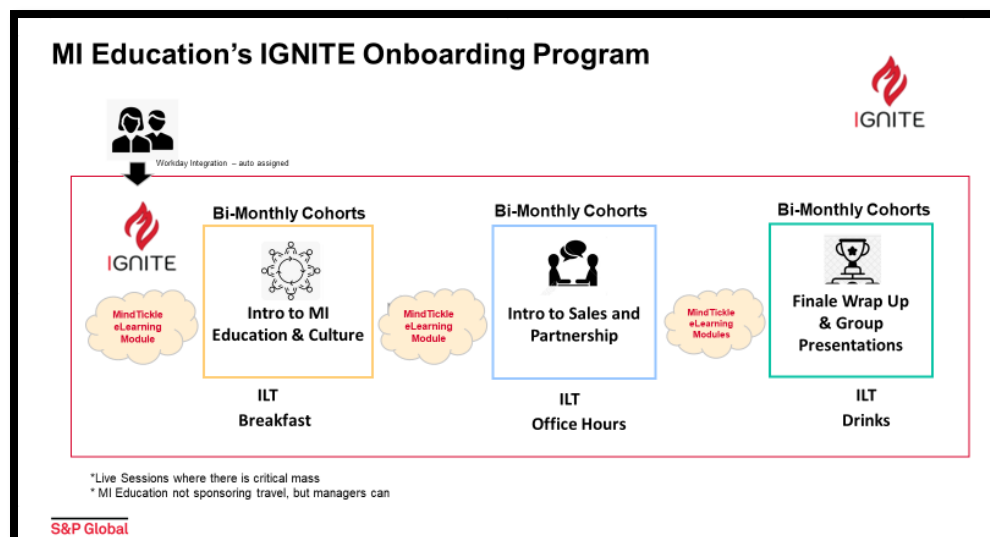 MI Education's IGNITE Onboarding Program
IGNITE
Workday Integration – auto assigned
IGNITE
Bi-Monthly Cohorts
Bi-Monthly Cohorts
Bi-Monthly Cohorts
MindTickle
eLearning
Module
Intro to MI
Education & Culture
MindTickle
eLearning
Module
Intro to Sales and
Partnership
MindTickle
eLearning
Modules
Finale Wrap Up
& Group
Presentations
ILT
Breakfast
ILT
Office Hours
ILT
Drinks
*Live Sessions where there is critical mass
* MI Education not sponsoring travel, but managers can
S&P Global